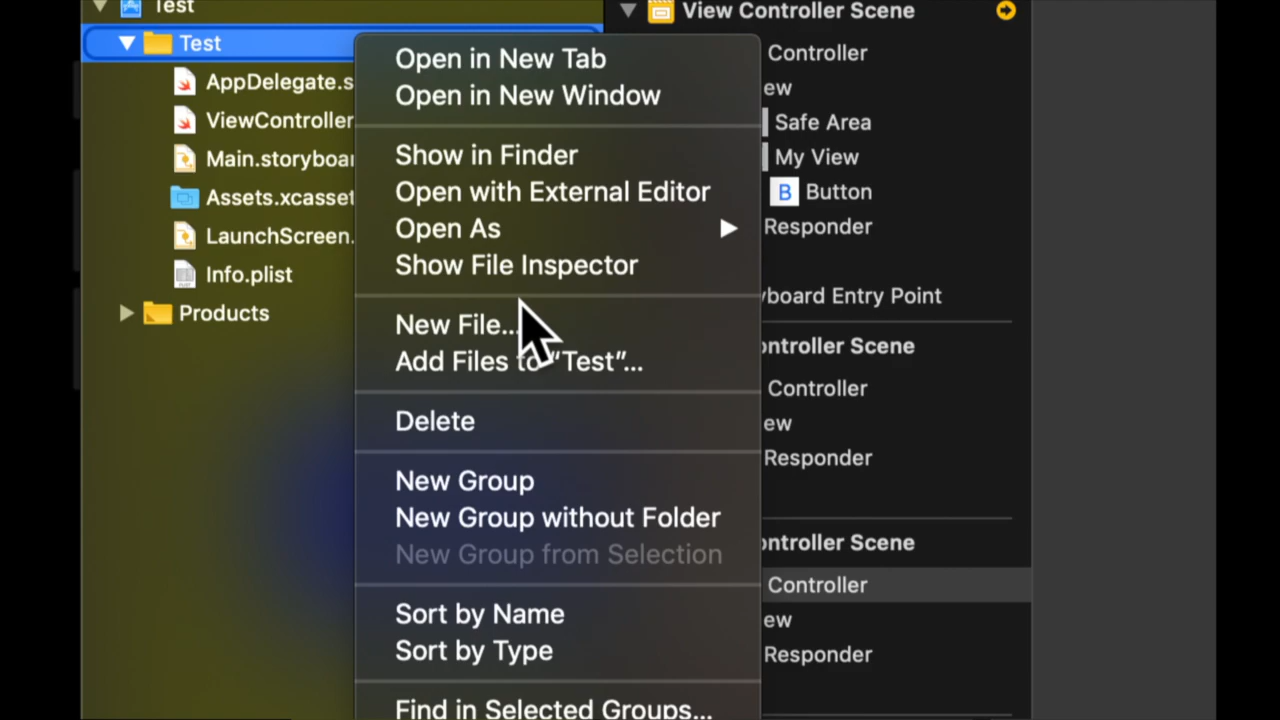 Test
Test
AppDelegate.s
ViewController
Main.storyboar
Assets.xcasset
LaunchScreen.
Info.plist
Products
Open in New Tab
Open in New Window
Show in Finder
Open with External Editor
Open As
Show File Inspector
New File...
Add Files to “Test”...
Delete
New Group
New Group without Folder
New Group from Selection
Sort by Name
Sort by Type
Find in Selected Groups...
View Controller Scene
Controller
ew
Safe Area
My View
B Button
Responder
yboard Entry Point
ontroller Scene
Controller
ew
Responder
ontroller Scene
Controller
ew
Responder